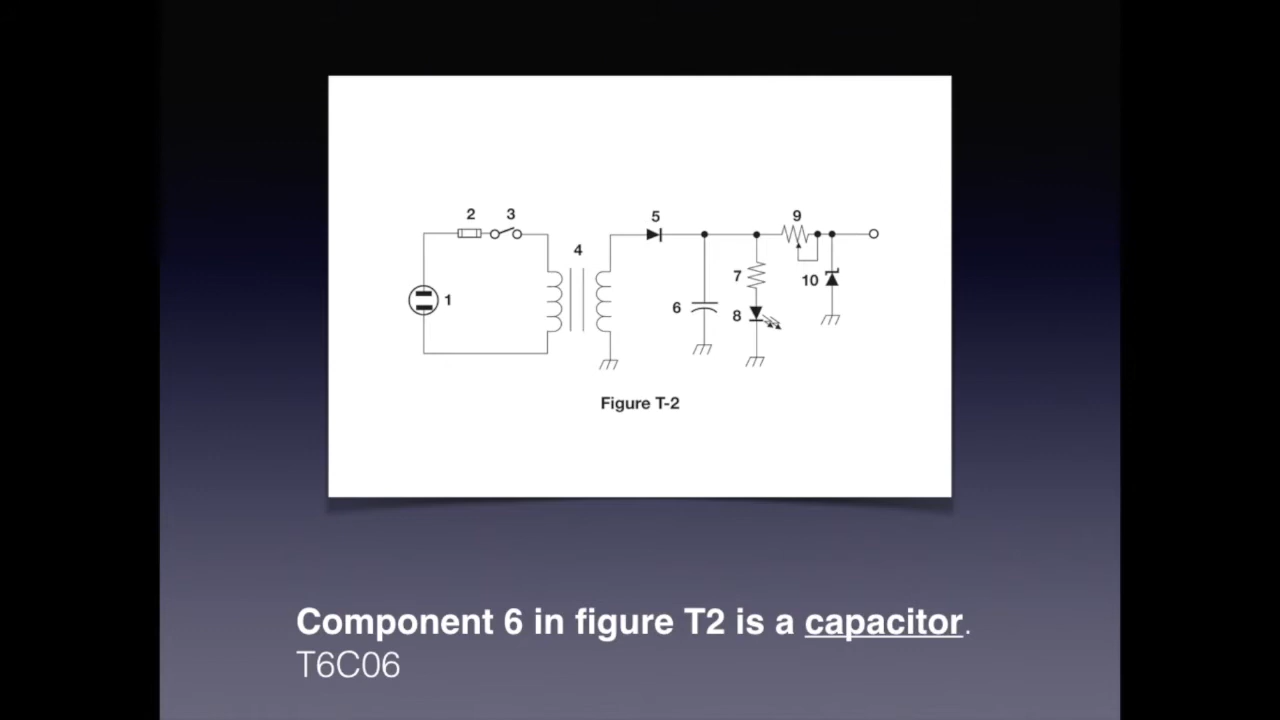 2 3 5 9
4
7 10
1 6 8
Figure T-2
Component 6 in figure T2 is a capacitor.
T6C06